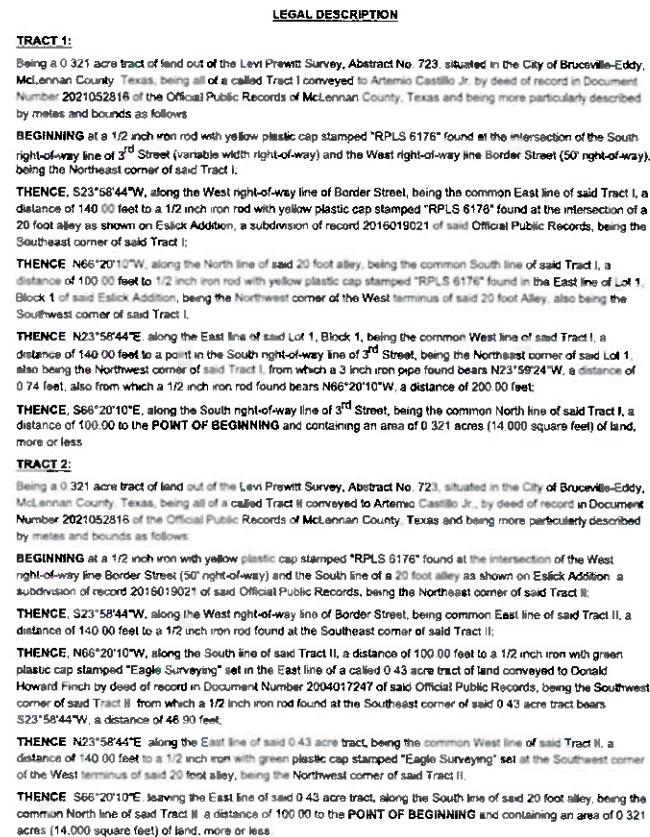 LEGAL DESCRIPTION
TRACT 1:
Being a 0 321 acre tract of land out of the Levi Prewitt Survey, Abstract No. 723, situated in the City of Bruceville-Eddy,
McLennan County Texas, being all of a called Tract I conveyed to Artemio Castillo Jr. by deed of record in Document
Number 2021052816 of the Official Public Records of McLennan County, Texas and being more particularly described
by metes and bounds as follows
BEGINNING at a 1/2 inch iron rod with yellow plastic cap stamped "RPLS 6176" found at the intersection of the South
right-of-way line of 3rd Street (variable width right-of-way) and the West right-of-way line Border Street (50' right-of-way),
being the Northeast corner of said Tract I;
THENCE, S23°58'44"W, along the West right-of-way line of Border Street, being the common East line of said Tract I, a
distance of 140 00 feet to a 1/2 inch iron rod with yellow plastic cap stamped "RPLS 6176" found at the intersection of a
20 foot alley as shown on Eslick Addition, a subdivision of record 2016019021 of said Official Public Records, being the
Southeast corner of said Tract I;
THENCE N66°20'10"W, along the North line of said 20 foot alley, being the common South line of said Tract I, a
distance of 100 00 feet to 1/2 inch iron rod with yellow plastic cap stamped "RPLS 6176" found in the East line of Lot 1,
Block 1 of said Eslick Addition, being the Northwest corner of the West terminus of said 20 foot Alley, also being the
Southwest corner of said Tract I,
THENCE N23°58'44"E, along the East line of said Lot 1, Block 1, being the common West line of said Tract I, a
distance of 140 00 feet to a point in the South right-of-way line of 3rd Street, being the Northeast corner of said Lot 1,
also being the Northwest corner of said Tract I, from which a 3 inch iron pipe found bears N23°59'24"W, a distance of
0 74 feet, also from which a 1/2 inch iron rod found bears N66°20'10"W, a distance of 200.00 feet;
THENCE, S66°20'10"E, along the South right-of-way line of 3rd Street, being the common North line of said Tract I, a
distance of 100.00 to the POINT OF BEGINNING and containing an area of 0 321 acres (14,000 square feet) of land,
more or less
TRACT 2:
Being a 0.321 acre tract of land out of the Levi Prewitt Survey, Abstract No. 723, situated in the City of Bruceville-Eddy,
McLennan County, Texas, being all of a called Tract II conveyed to Artemio Castillo Jr., by deed of record in Document
Number 2021052816 of the Official Public Records of McLennan County, Texas and being more particularly described
by metes and bounds as follows:
BEGINNING at a 1/2 inch iron with yellow plastic cap stamped "RPLS 6176" found at the intersection of the West
right-of-way line Border Street (50' right-of-way) and the South line of a 20 foot alley as shown on Eslick Addition a
subdivision of record 2016019021 of said Official Public Records, being the Northeast corner of said Tract II;
THENCE, S23°58'44"W, along the West right-of-way line of Border Street, being common East line of said Tract II, a
distance of 140 00 feet to a 1/2 inch iron rod found at the Southeast corner of said Tract II;
THENCE, N66°20'10"W, along the South line of said Tract II, a distance of 100.00 feet to a 1/2 inch iron with green
plastic cap stamped "Eagle Surveying" set in the East line of a called 0 43 acre tract of land conveyed to Donald
Howard Finch by deed of record in Document Number 2004017247 of said Official Public Records, being the Southwest
corner of said Tract II from which a 1/2 inch iron rod found at the Southeast corner of said 0 43 acre tract bears
S23°58'44"W, a distance of 46 90 feet;
THENCE N23°58'44"E along the East line of said 0.43 acre tract, being the common West line of said Tract II, a
distance of 140 00 feet to a 1/2 inch iron with green plastic cap stamped "Eagle Surveying" set at the Southwest corner
of the West terminus of said 20 foot alley, being the Northwest corner of said Tract II.
THENCE S66°20'10"E, leaving the East line of said 0 43 acre tract, along the South line of said 20 foot alley, being the
common North line of said Tract II a distance of 100 00 to the POINT OF BEGINNING and containing an area of 0 321
acres (14,000 square feet) of land, more or less